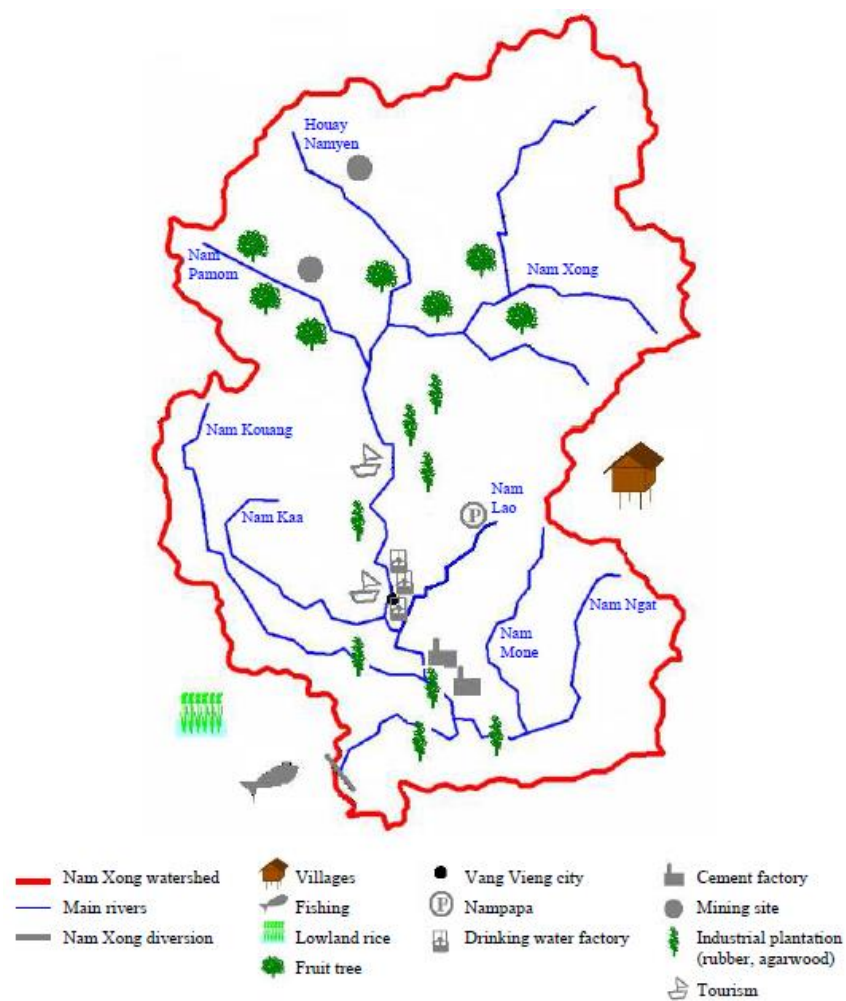 Houay
Namyen
Nam
Pamom
Nam Xong
Nam Kouang
Nam
Lao
P
Nam Kaa
Nam Ngat
Nam
Mone
Nam Xong watershed
Main rivers
Nam Xong diversion
Villages
Fishing
Lowland rice
Fruit tree
Vang Vieng city
P Nampapa
Drinking water factory
Cement factory
Mining site
Industrial plantation
(rubber, agarwood)
Tourism